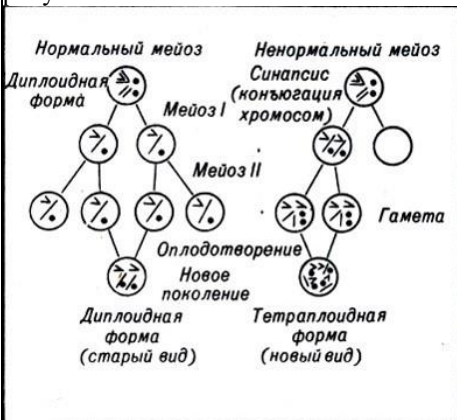 Нормальный мейоз
Диплоидная
форма
Мейоз I
Мейоз II
Оплодотворение
Новое
поколение
Диплоидная
форма
(старый вид)
Ненормальный мейоз
Синапсис
(конъюгация
хромосом)
Гамета
Тетраплоидная
форма
(новый вид)